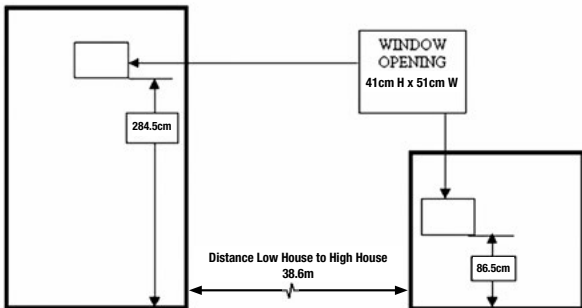 WINDOW
OPENING
41cm H x 51cm W
284.5cm
Distance Low House to High House
38.6m
86.5cm